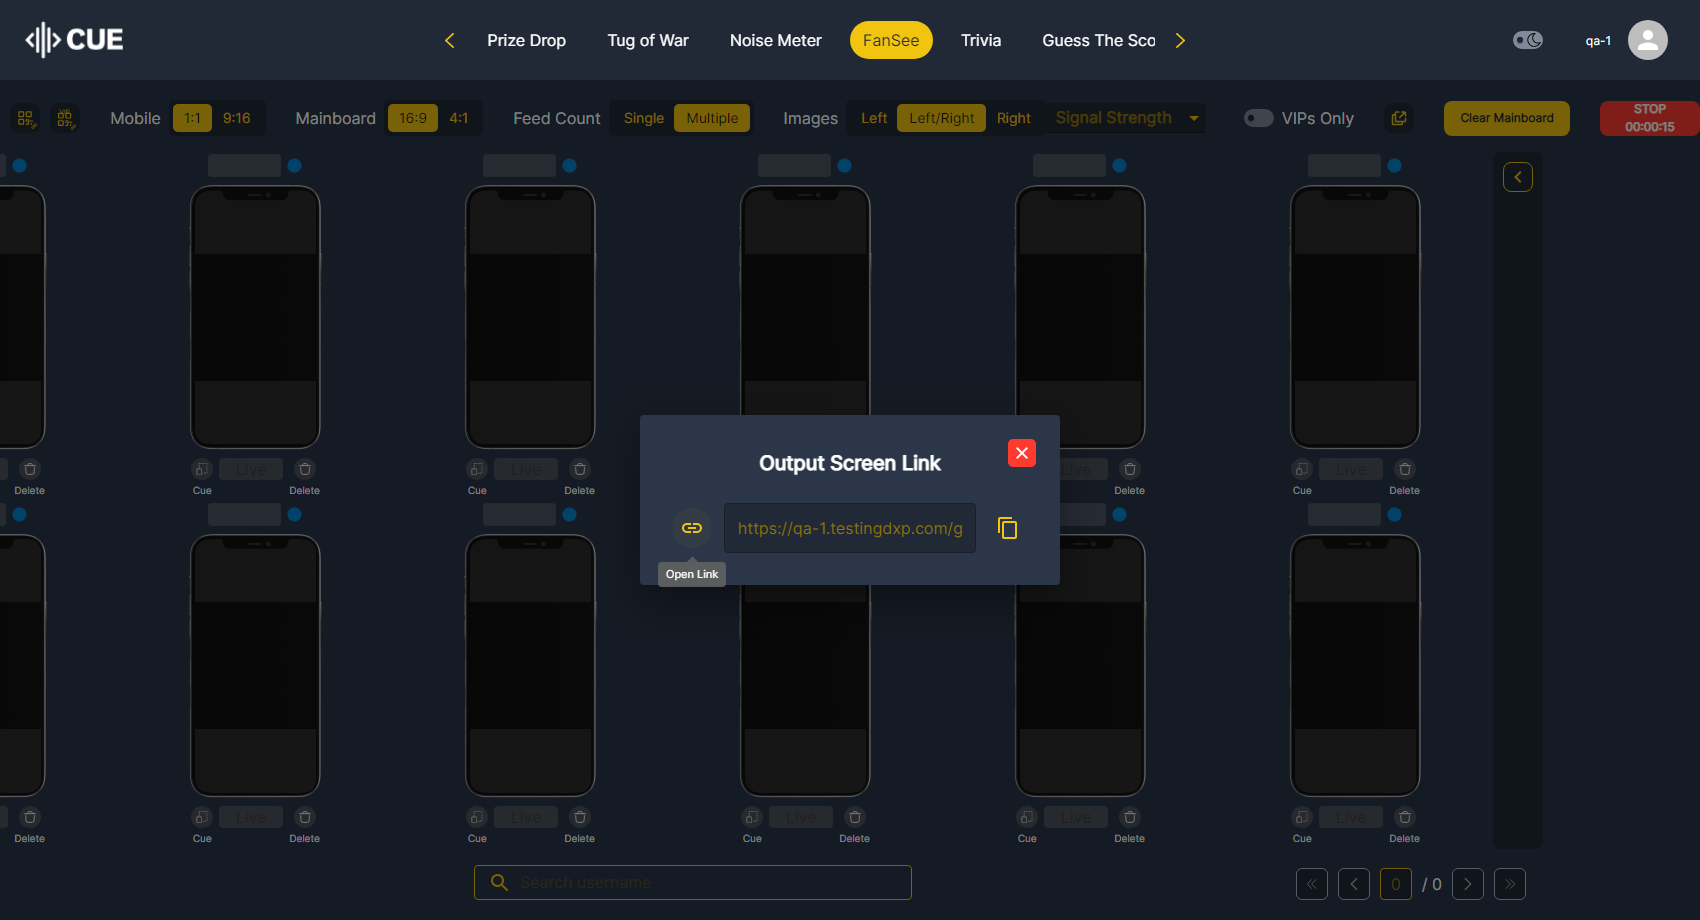 CUE
Prize Drop
Tug of War
Noise Meter
FanSee
Trivia
Guess The Sco
qa-1
Mobile
1:1
9:16
Mainboard
16:9
4:1
Feed Count
Single
Multiple
Images
Left
Left/Right
Right
Signal Strength
VIPs Only
Clear Mainboard
STOP
00:00:15
Output Screen Link
https://qa-1.testingdxp.com/g
Open Link
Delete
Cue
Live
Delete
Cue
Live
Delete
Live
Delete
Cue
Live
Delete
Delete
Cue
Live
Delete
Cue
Live
Delete
Cue
Live
Delete
Cue
Live
Delete
Cue
Live
Delete
Search username
0
/ 0